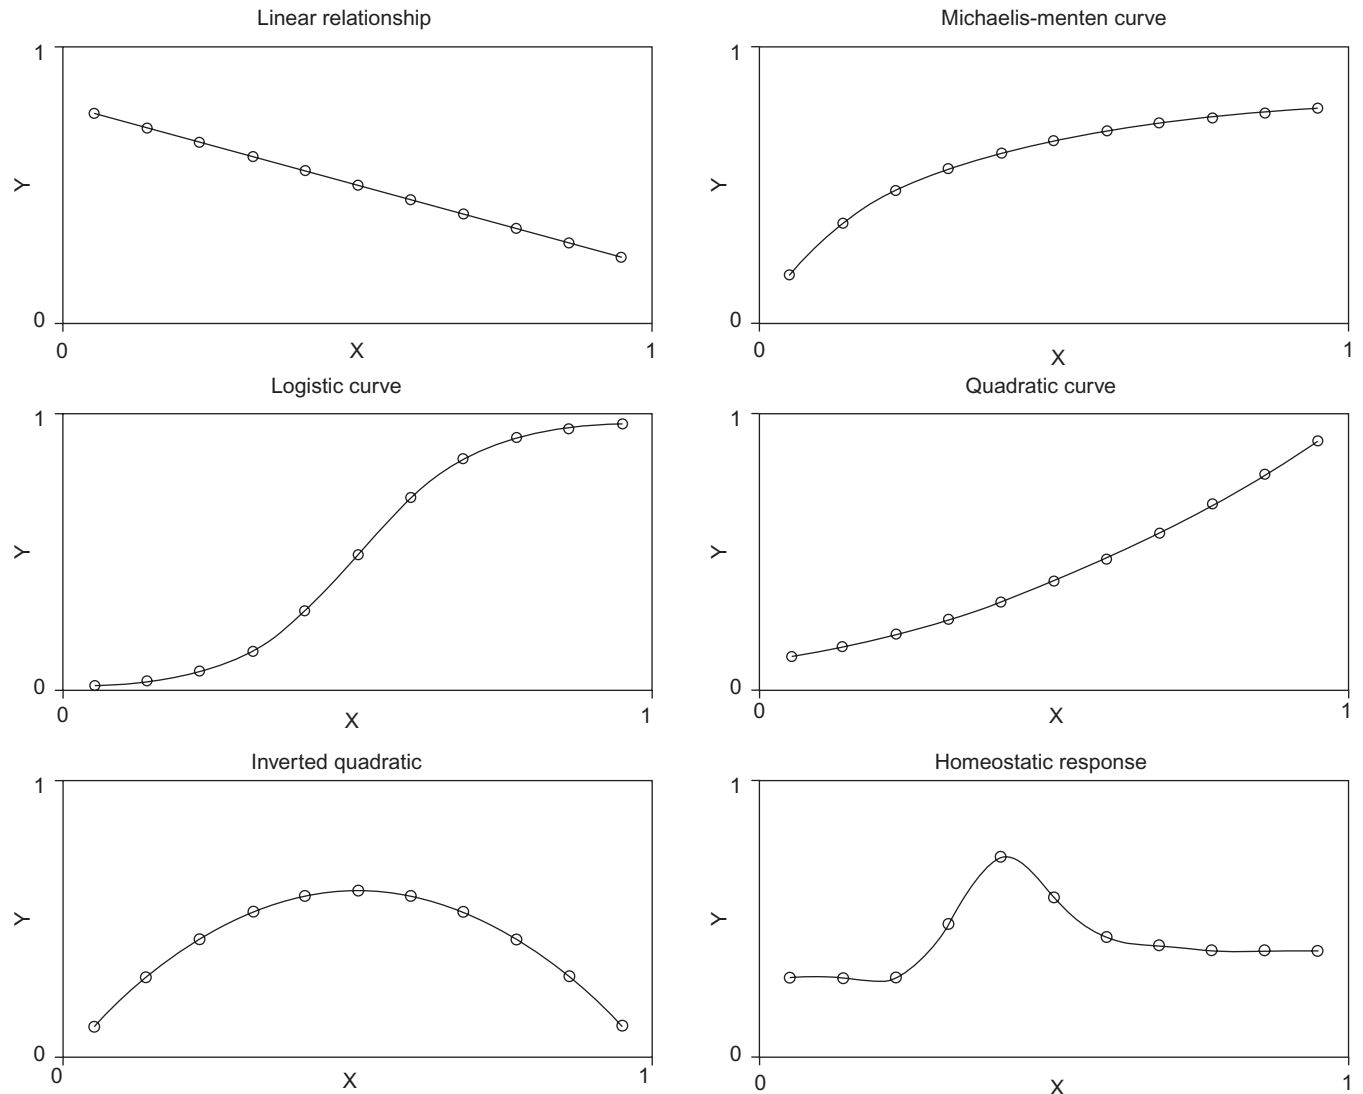 Linear relationship
1
Y
0
0
X
1
Michaelis-menten curve
1
Y
0
0
X
1
Logistic curve
1
Y
0
0
X
1
Quadratic curve
1
Y
0
0
X
1
Inverted quadratic
1
Y
0
0
X
1
Homeostatic response
1
Y
0
0
X
1